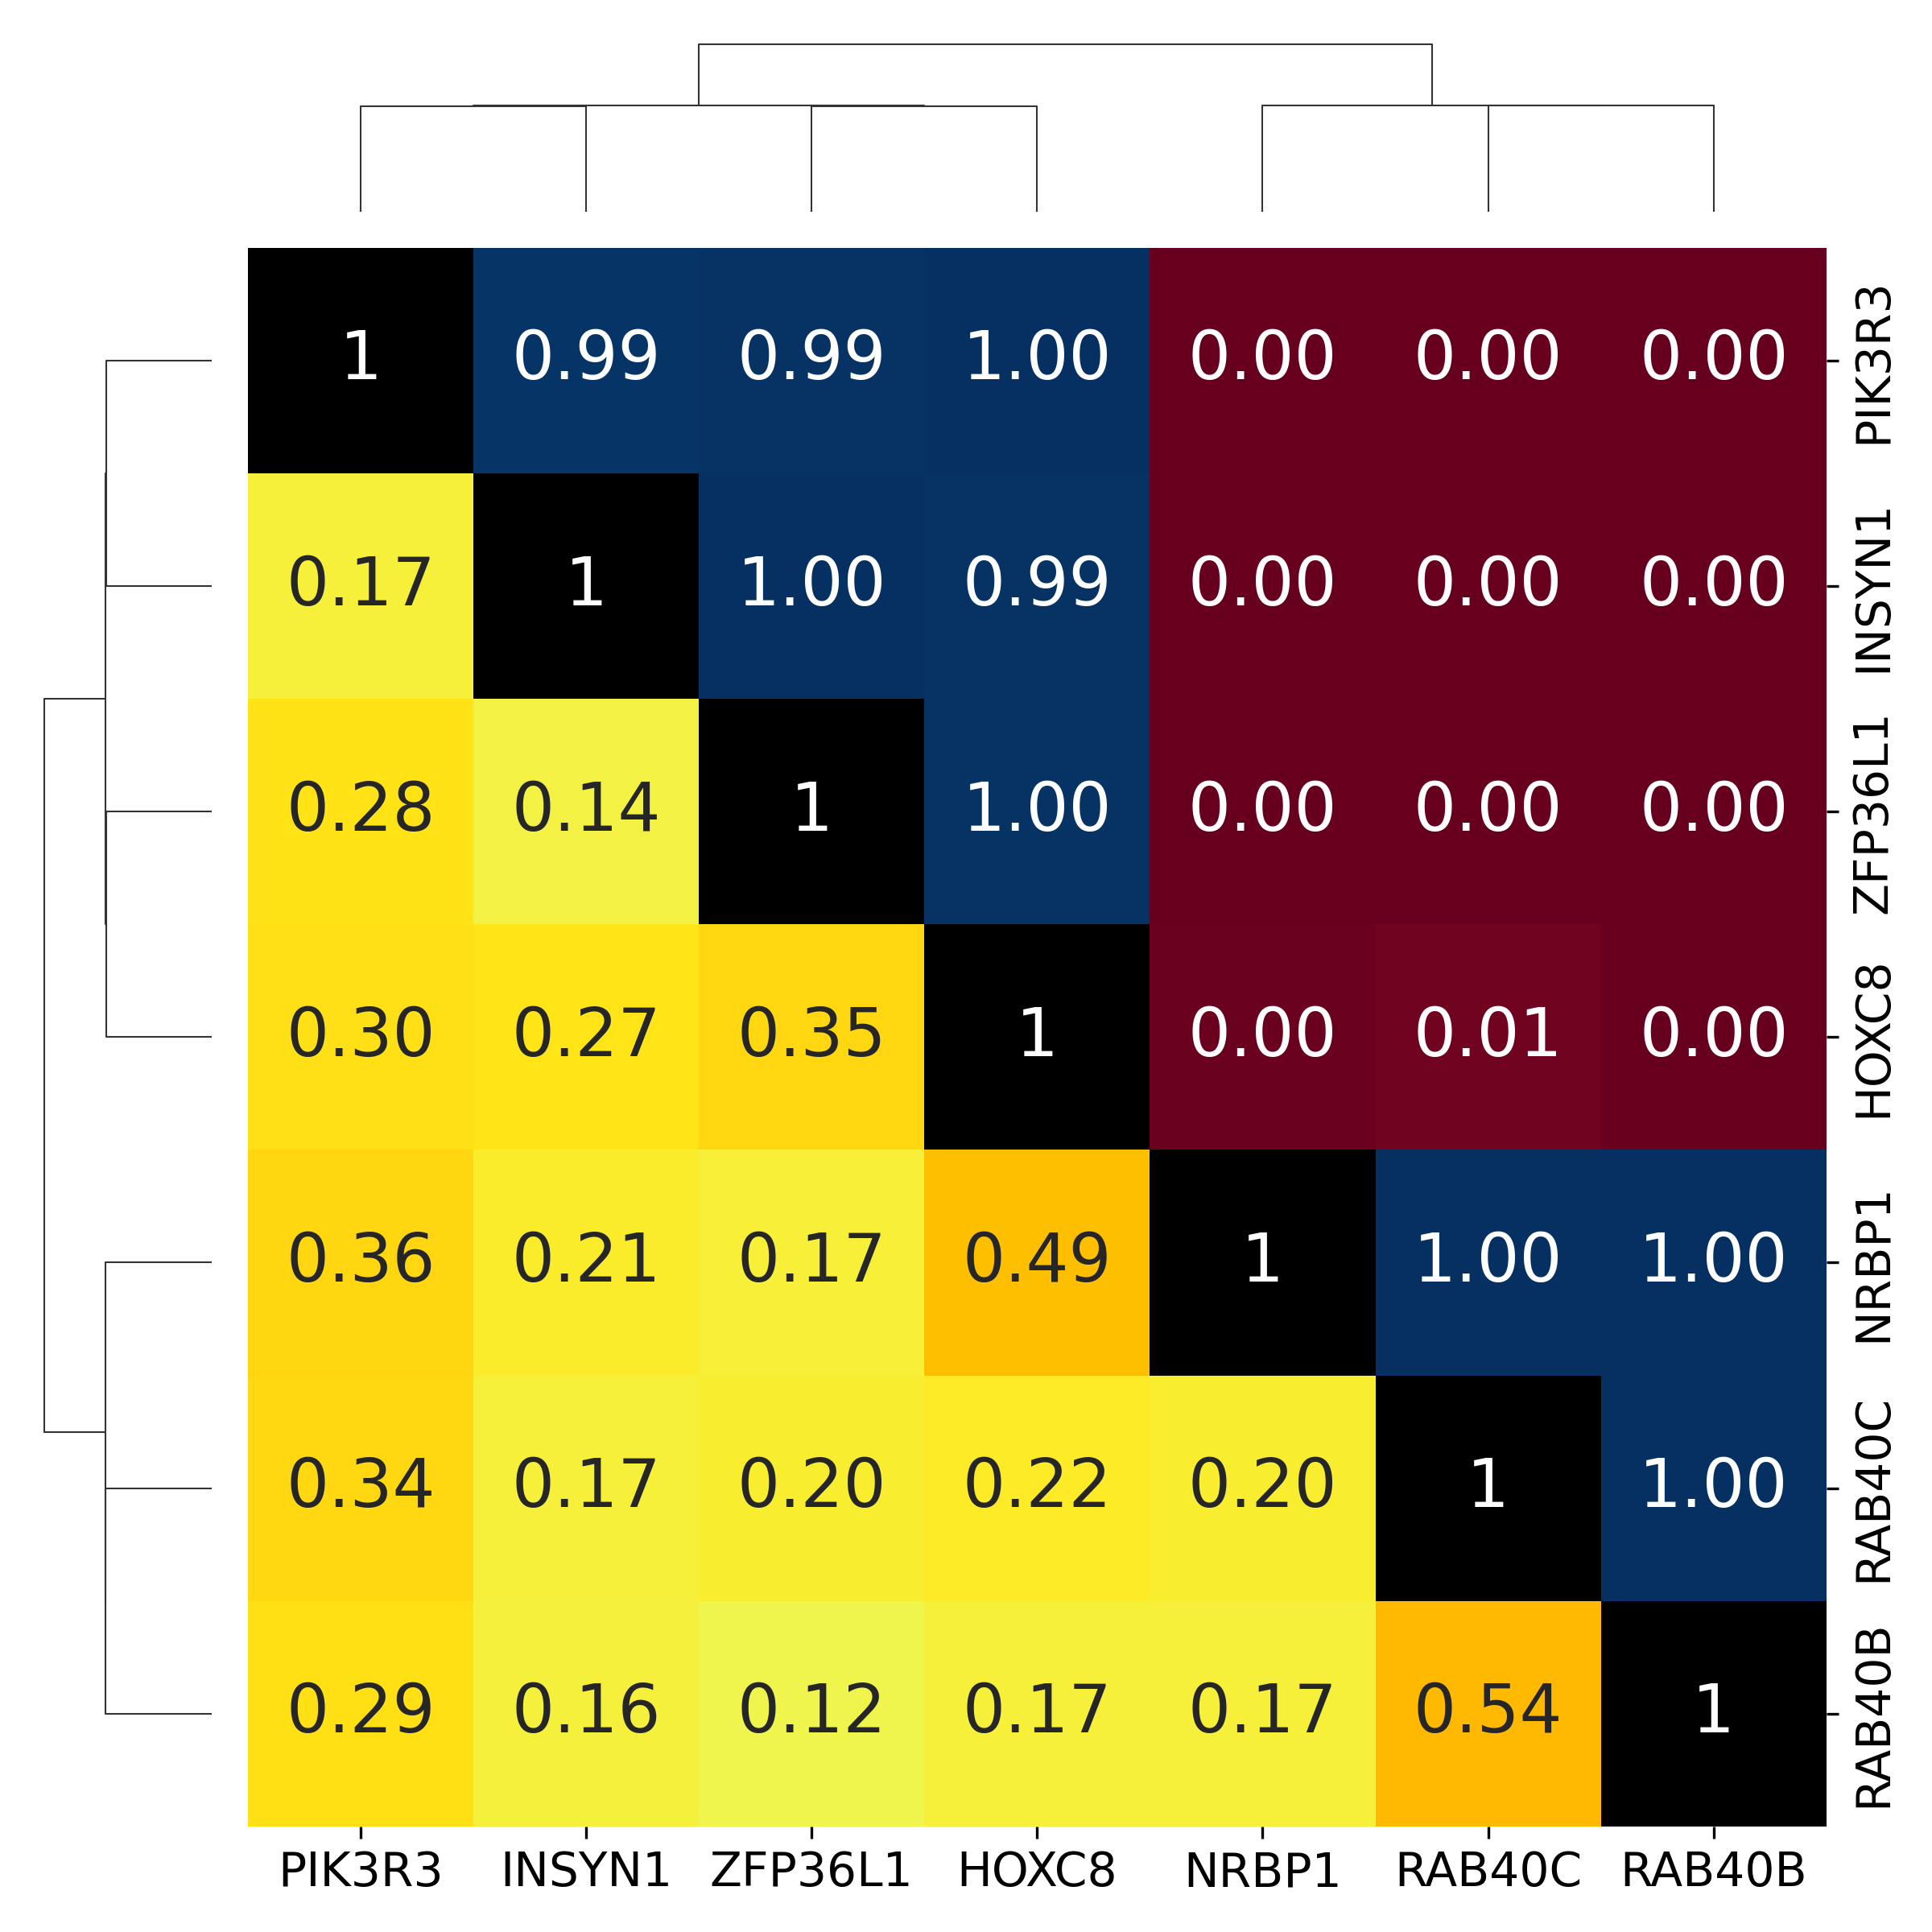 1 0.99 0.99 1.00 0.00 0.00 0.00 PIK3R3
0.17 1 1.00 0.99 0.00 0.00 0.00 INSYN1
0.28 0.14 1 1.00 0.00 0.00 0.00 ZFP36L1
0.30 0.27 0.35 1 0.00 0.01 0.00 HOXC8
0.36 0.21 0.17 0.49 1 1.00 1.00 NRBP1
0.34 0.17 0.20 0.22 0.20 1 1.00 RAB40C
0.29 0.16 0.12 0.17 0.17 0.54 1 RAB40B
PIK3R3 INSYN1 ZFP36L1 HOXC8 NRBP1 RAB40C RAB40B